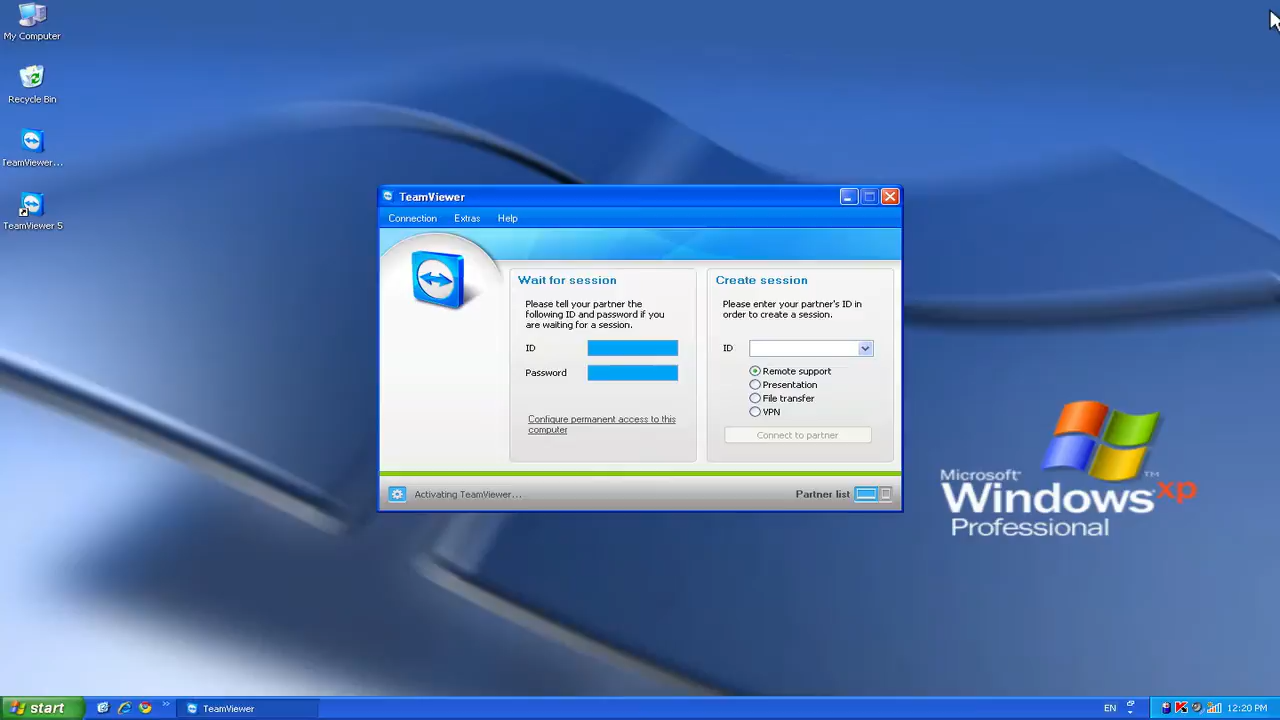 My Computer
Recycle Bin
TeamViewer...
TeamViewer 5
TeamViewer
Connection Extras Help
Wait for session
Please tell your partner the
following ID and password if you
are waiting for a session.
ID
Password
Configure permanent access to this
computer
Create session
Please enter your partner's ID in
order to create a session.
ID
Remote support
Presentation
File transfer
VPN
Connect to partner
Activating TeamViewer...
Partner list
Microsoft™
Windows xp
Professional
start
TeamViewer
EN
12:20 PM